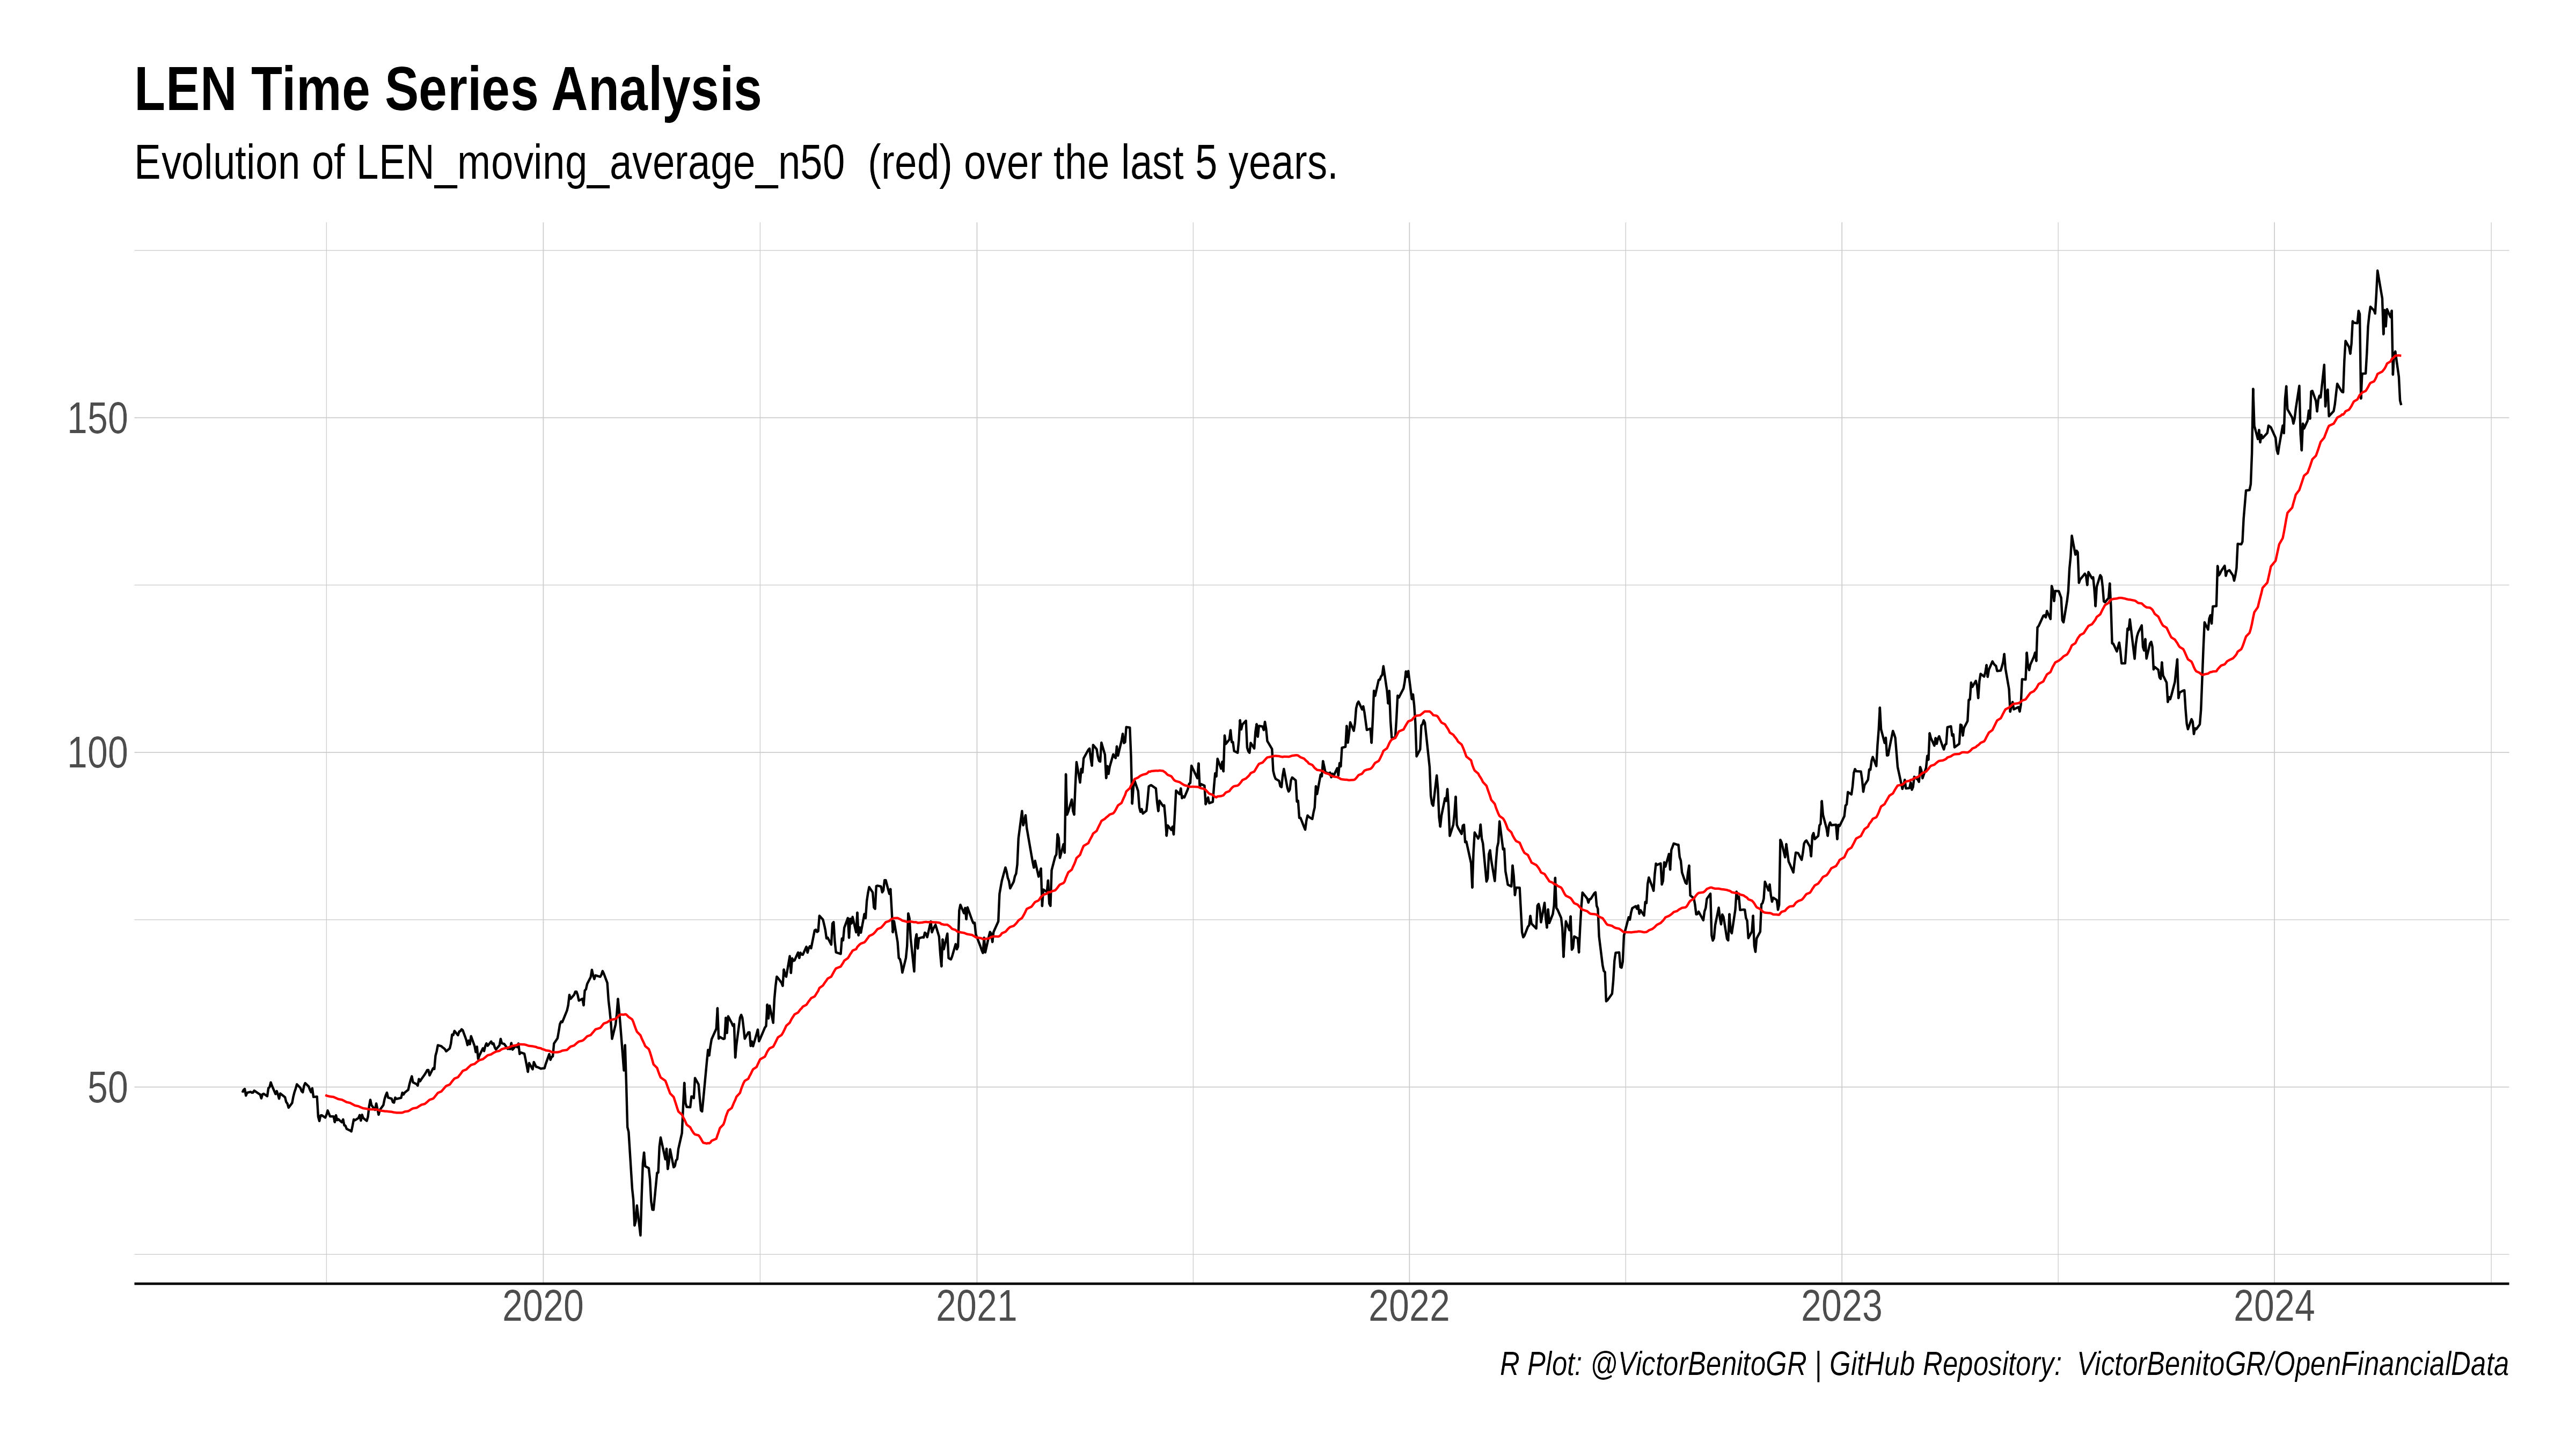 LEN Time Series Analysis
Evolution of LEN_moving_average_n50  (red) over the last 5 years.
150
100
50
2020 2021 2022 2023 2024
R Plot: @VictorBenitoGR | GitHub Repository:  VictorBenitoGR/OpenFinancialData